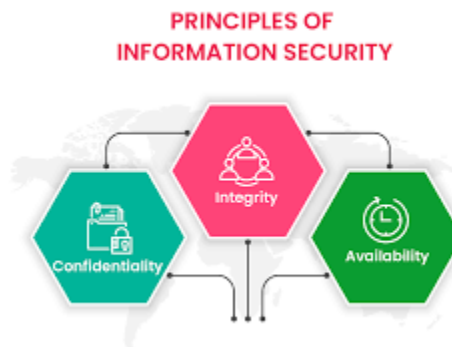 PRINCIPLES OF
INFORMATION SECURITY
Integrity
Confidentiality
Availability